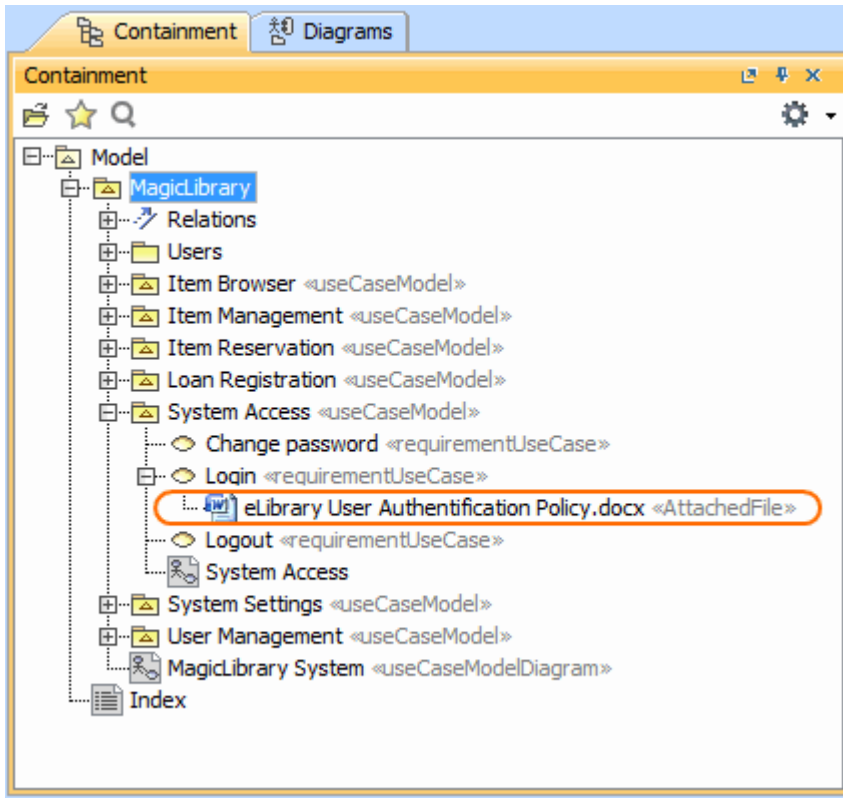 Containment Diagrams
Containment
Model
MagicLibrary
Relations
Users
Item Browser «useCaseModel»
Item Management «useCaseModel»
Item Reservation «useCaseModel»
Loan Registration «useCaseModel»
System Access «useCaseModel»
Change password «requirementUseCase»
Login «requirementUseCase»
eLibrary User Authentification Policy.docx «AttachedFile»
Logout «requirementUseCase»
System Access
System Settings «useCaseModel»
User Management «useCaseModel»
MagicLibrary System «useCaseModelDiagram»
Index